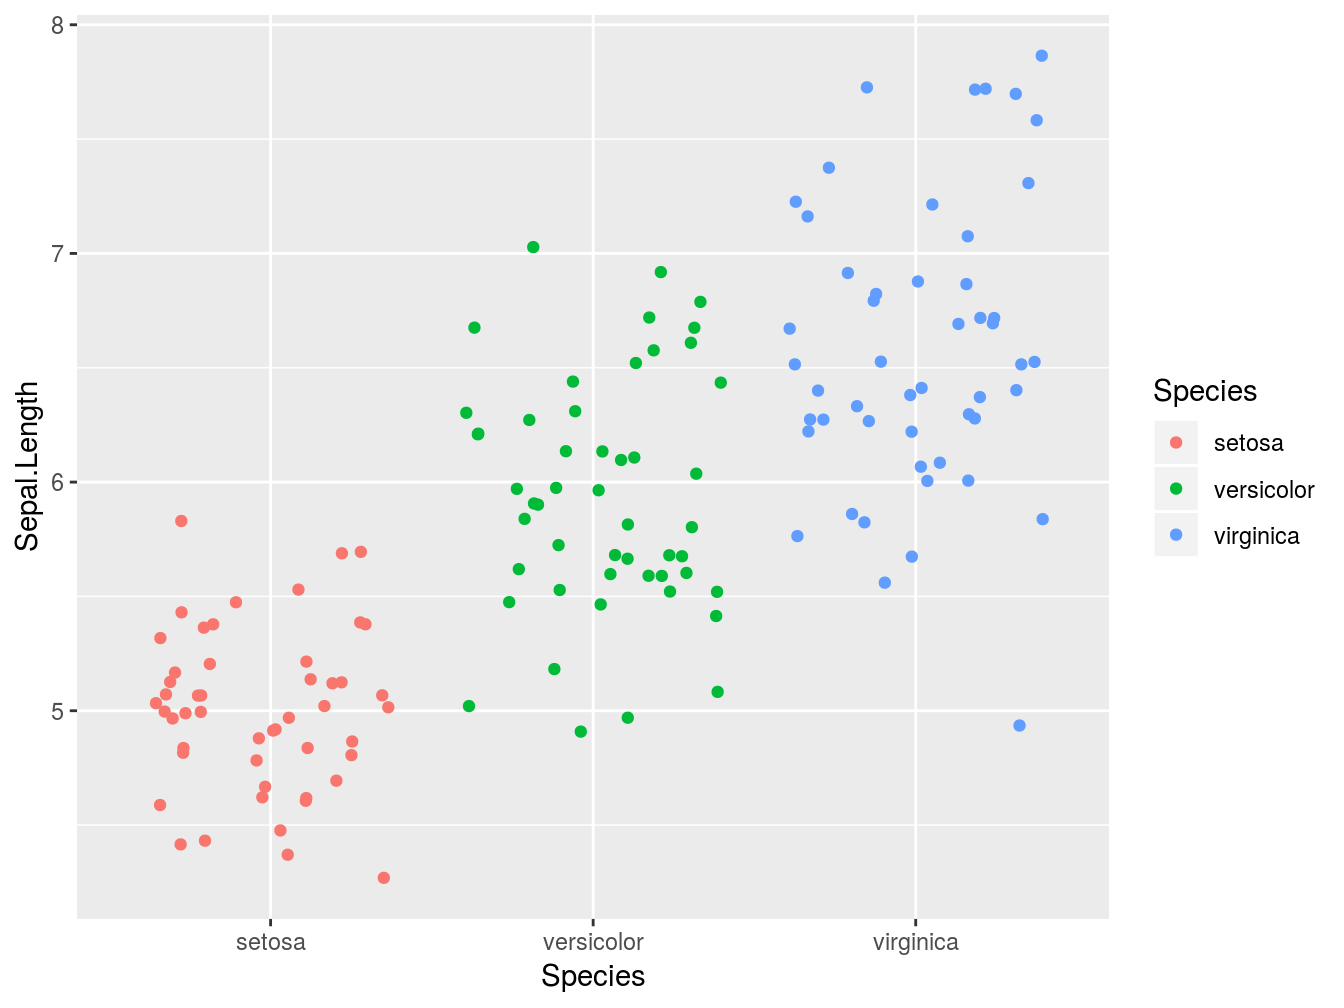 8
7
6
5
Sepal.Length
setosa
versicolor
virginica
Species
Species
setosa
versicolor
virginica